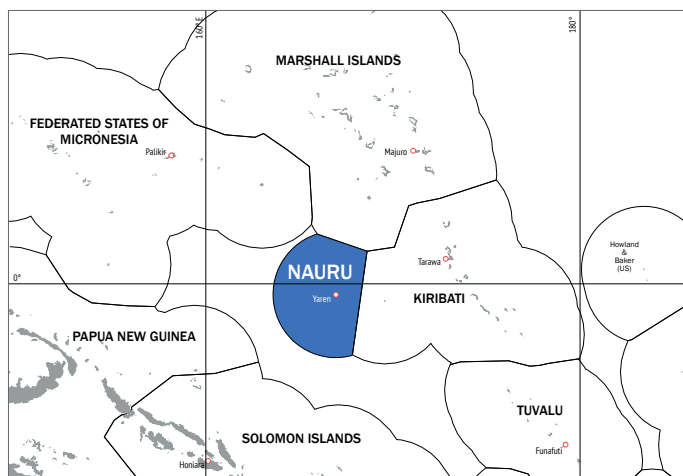 160°E
180°
MARSHALL ISLANDS
FEDERATED STATES OF
MICRONESIA
Palikir
Majuro
Howland
&
Baker
(US)
Tarawa
NAURU
0°
Yaren
KIRIBATI
PAPUA NEW GUINEA
TUVALU
SOLOMON ISLANDS
Funafuti
Honiara